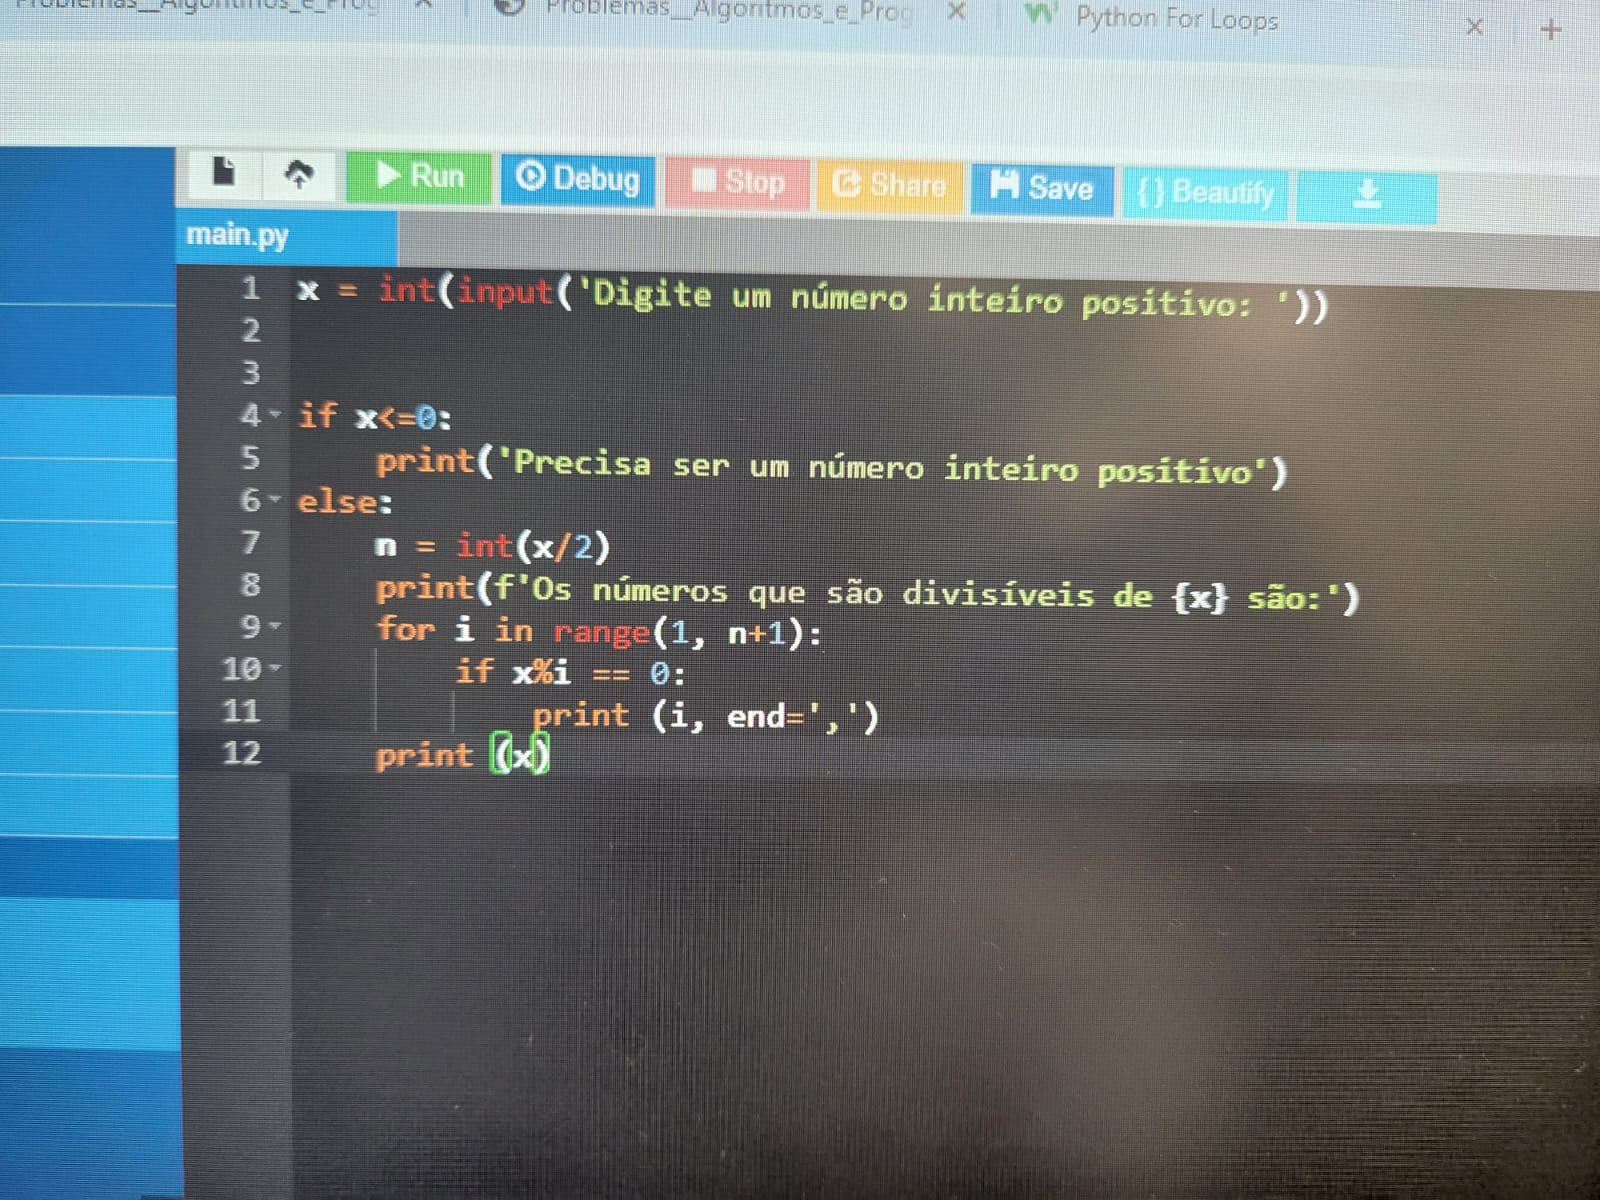 Problemas__Algoritmos_e_Prog
Problemas__Algoritmos_e_Prog
Python For Loops
Run
Debug
Stop
Share
Save
{} Beautify
main.py
1 x = int(input('Digite um número inteiro positivo: '))
2
3
4 if x<=0:
5 print('Precisa ser um número inteiro positivo')
6 else:
7 n = int(x/2)
8 print(f'Os números que são divisíveis de {x} são:')
9 for i in range(1, n+1):
10 if x%i == 0:
11 print (i, end=',')
12 print (x)